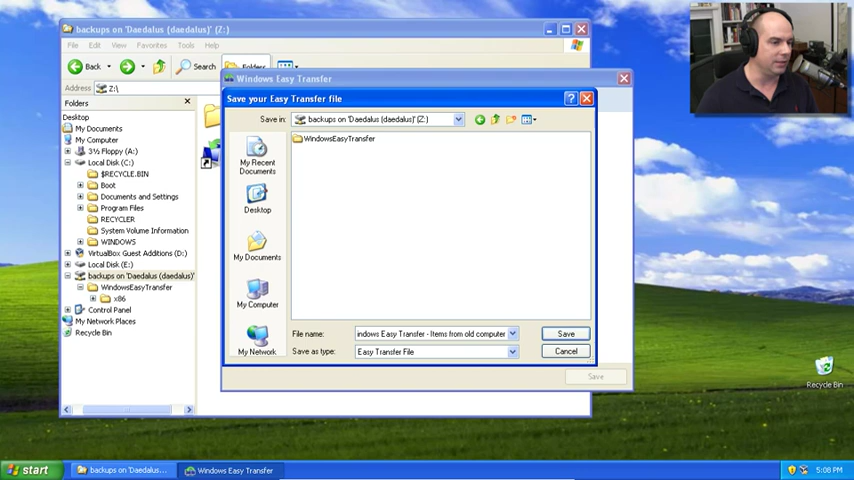 backups on 'Daedalus (daedalus)' (Z:)
File Edit View Favorites Tools Help
Back Search Folders
Address Z:\
Folders
Desktop
My Documents
My Computer
3½ Floppy (A:)
Local Disk (C:)
$RECYCLE.BIN
Boot
Documents and Settings
Program Files
RECYCLER
System Volume Information
WINDOWS
VirtualBox Guest Additions (D:)
Local Disk (E:)
backups on 'Daedalus (daedalus)'
WindowsEasyTransfer
x86
Control Panel
My Network Places
Recycle Bin
Windows Easy Transfer
Save your Easy Transfer file
Save in: backups on 'Daedalus (daedalus)' (Z:)
WindowsEasyTransfer
My Recent
Documents
Desktop
My Documents
My Computer
My Network
File name: indows Easy Transfer - Items from old computer
Save
Save as type: Easy Transfer File
Cancel
Save
Recycle Bin
start
backups on 'Daedalus...
Windows Easy Transfer
5:08 PM